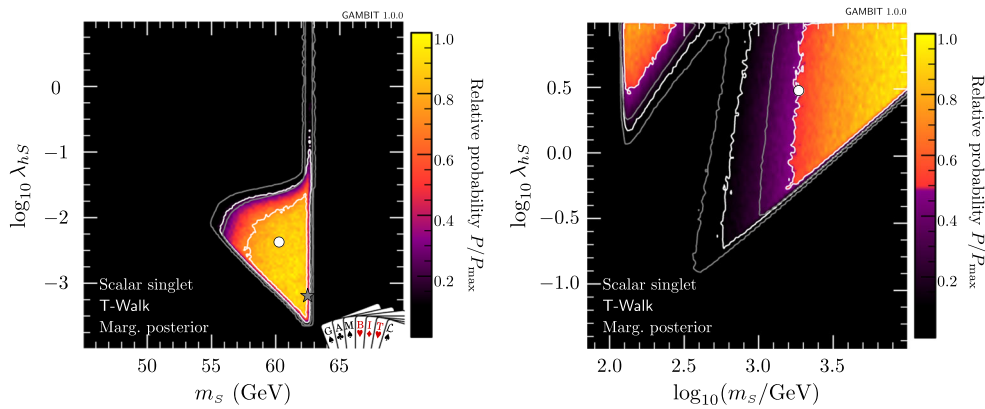 GAMBIT 1.0.0
0
−1
−2
−3
log₁₀ λhS
Scalar singlet
T-Walk
Marg. posterior
GAMBIT
50
55
60
65
mS (GeV)
1.0
0.8
0.6
0.4
0.2
Relative probability P/Pmax
GAMBIT 1.0.0
0.5
0.0
−0.5
−1.0
log₁₀ λhS
Scalar singlet
T-Walk
Marg. posterior
2.0
2.5
3.0
3.5
log₁₀(mS/GeV)
1.0
0.8
0.6
0.4
0.2
Relative probability P/Pmax